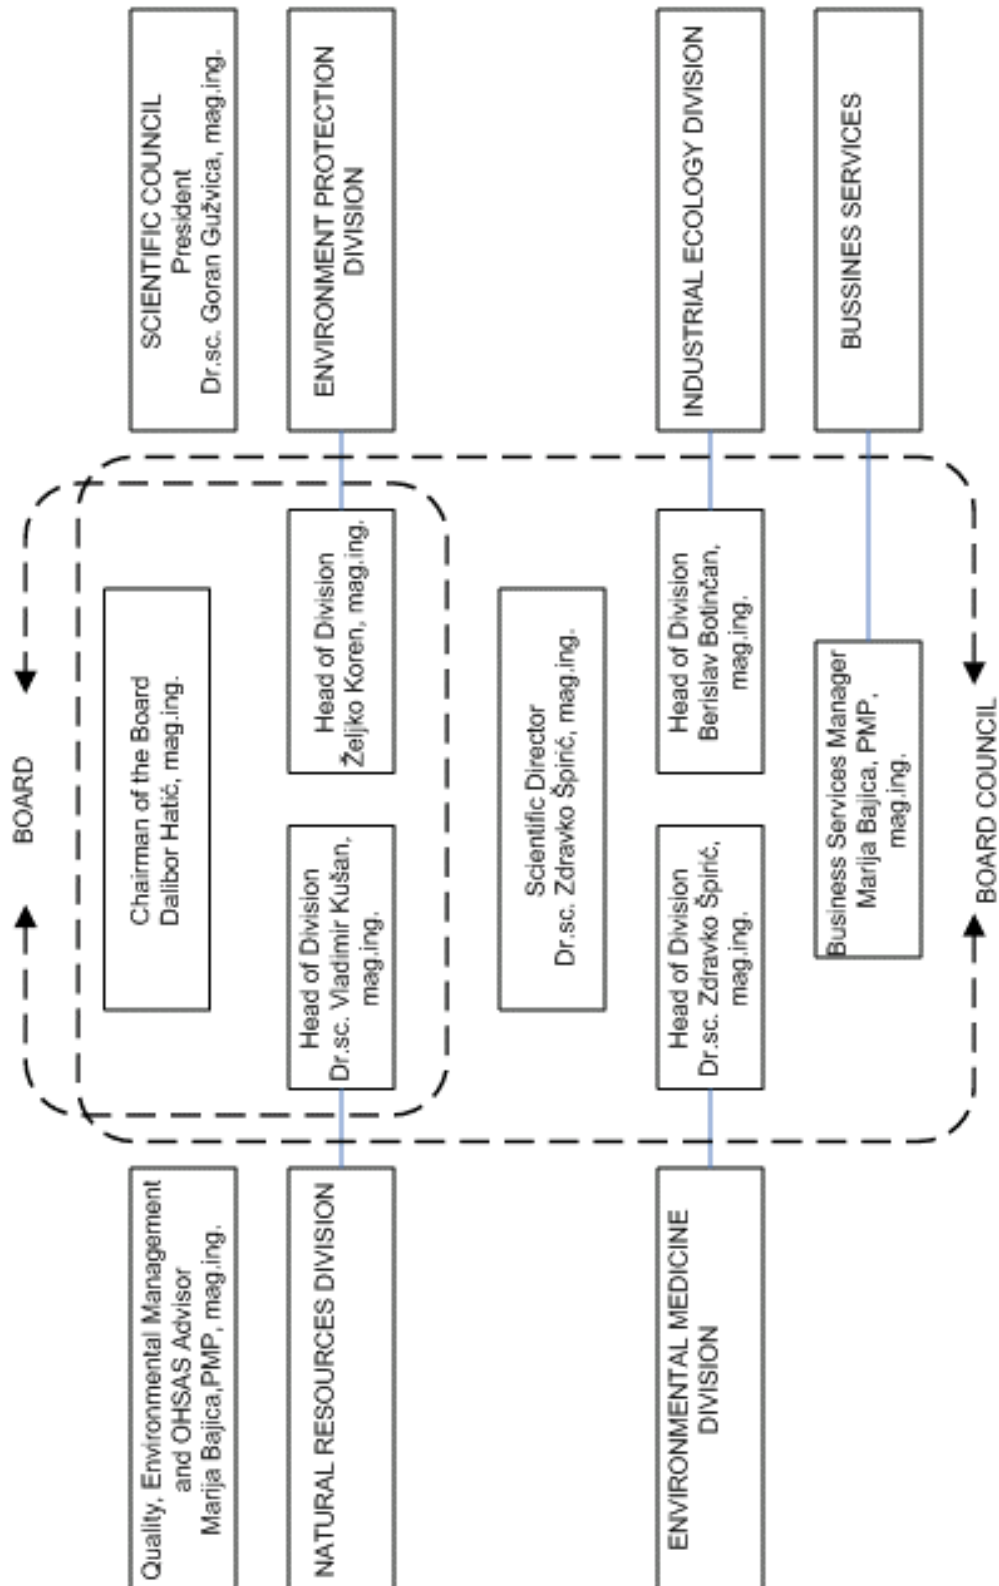 BOARD
Quality, Environmental Management
and OHSAS Advisor
Marija Bajica,PMP, mag.ing.
Chairman of the Board
Dalibor Hatić, mag.ing.
SCIENTIFIC COUNCIL
President
Dr.sc. Goran Gužvica, mag.ing.
NATURAL RESOURCES DIVISION
Head of Division
Dr.sc. Vladimir Kušan,
mag.ing.
Head of Division
Željko Koren, mag.ing.
ENVIRONMENT PROTECTION
DIVISION
Scientific Director
Dr.sc. Zdravko Špirić, mag.ing.
ENVIRONMENTAL MEDICINE
DIVISION
Head of Division
Dr.sc. Zdravko Špirić,
mag.ing.
Head of Division
Berislav Botinčan,
mag.ing.
INDUSTRIAL ECOLOGY DIVISION
Business Services Manager
Marija Bajica, PMP,
mag.ing.
BUSSINES SERVICES
BOARD COUNCIL